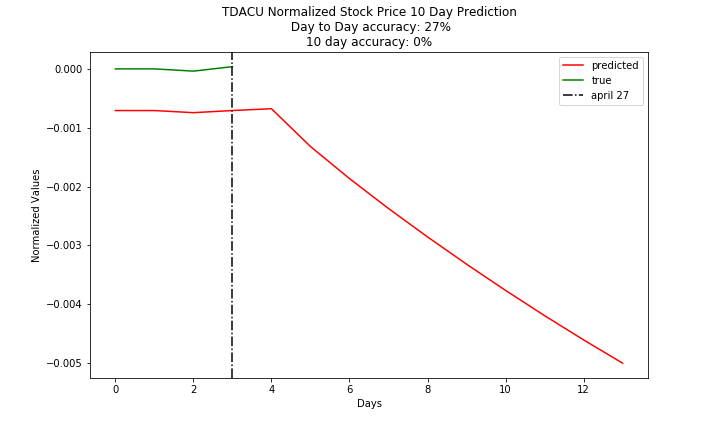 TDACU Normalized Stock Price 10 Day Prediction
Day to Day accuracy: 27%
10 day accuracy: 0%
predicted
true
april 27
0.000
−0.001
−0.002
−0.003
−0.004
−0.005
Normalized Values
0 2 4 6 8 10 12
Days